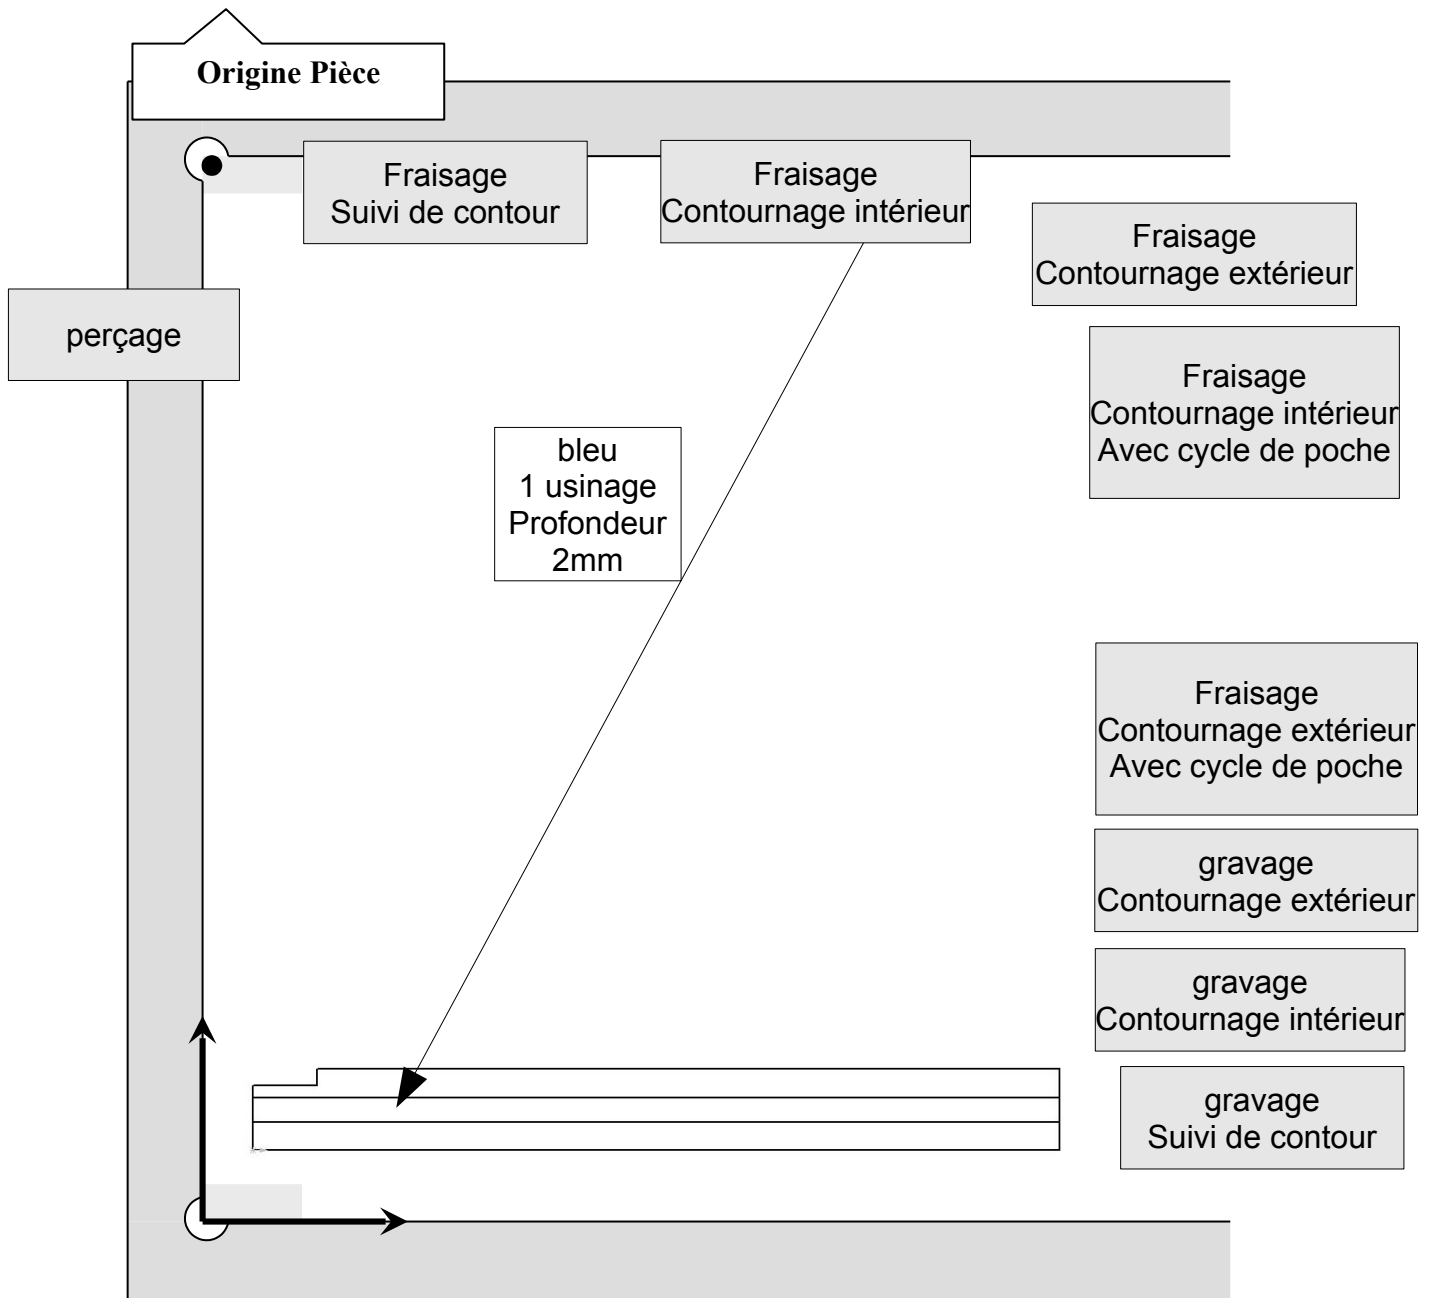 Origine Pièce
Fraisage
Suivi de contour
Fraisage
Contournage intérieur
Fraisage
Contournage extérieur
perçage
Fraisage
Contournage intérieur
Avec cycle de poche
bleu
1 usinage
Profondeur
2mm
Fraisage
Contournage extérieur
Avec cycle de poche
gravage
Contournage extérieur
gravage
Contournage intérieur
gravage
Suivi de contour